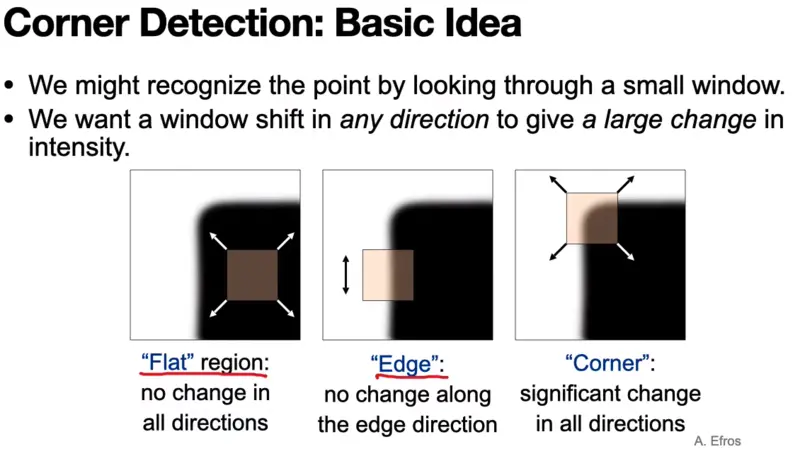 Corner Detection: Basic Idea
• We might recognize the point by looking through a small window.
• We want a window shift in any direction to give a large change in
intensity.
“Flat” region:
no change in
all directions
“Edge”:
no change along
the edge direction
“Corner”:
significant change
in all directions
A. Efros